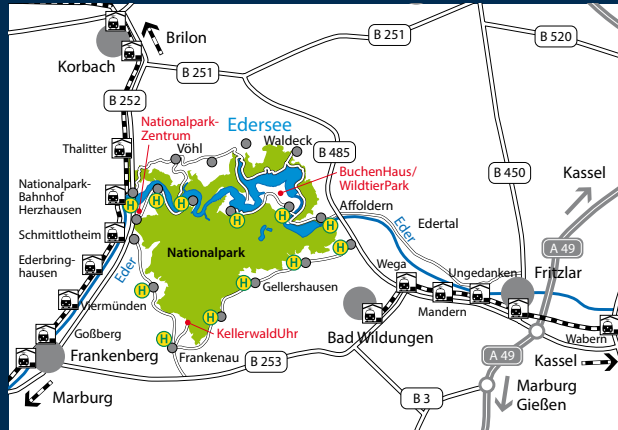 B 251
B 520
Brilon
Korbach
B 251
B 252
Nationalpark-
Zentrum
Edersee
Kassel
Thalitter
Vöhl
Waldeck
B 485
B 450
BuchenHaus/
WildtierPark
Nationalpark-
Bahnhof
Herzhausen
H
H
H
H
H
H
Affoldern
Eder
Edertal
Schmittlotheim
A 49
Nationalpark
Ederbring-
hausen
Eder
H
H
Wega
Ungedanken
Fritzlar
H
Gellershausen
Viermünden
H
Mandern
Goßberg
KellerwaldUhr
Bad Wildungen
H
Wabern
Frankenberg
Frankenau
B 253
A 49
Kassel
Marburg
B 3
Marburg
Gießen